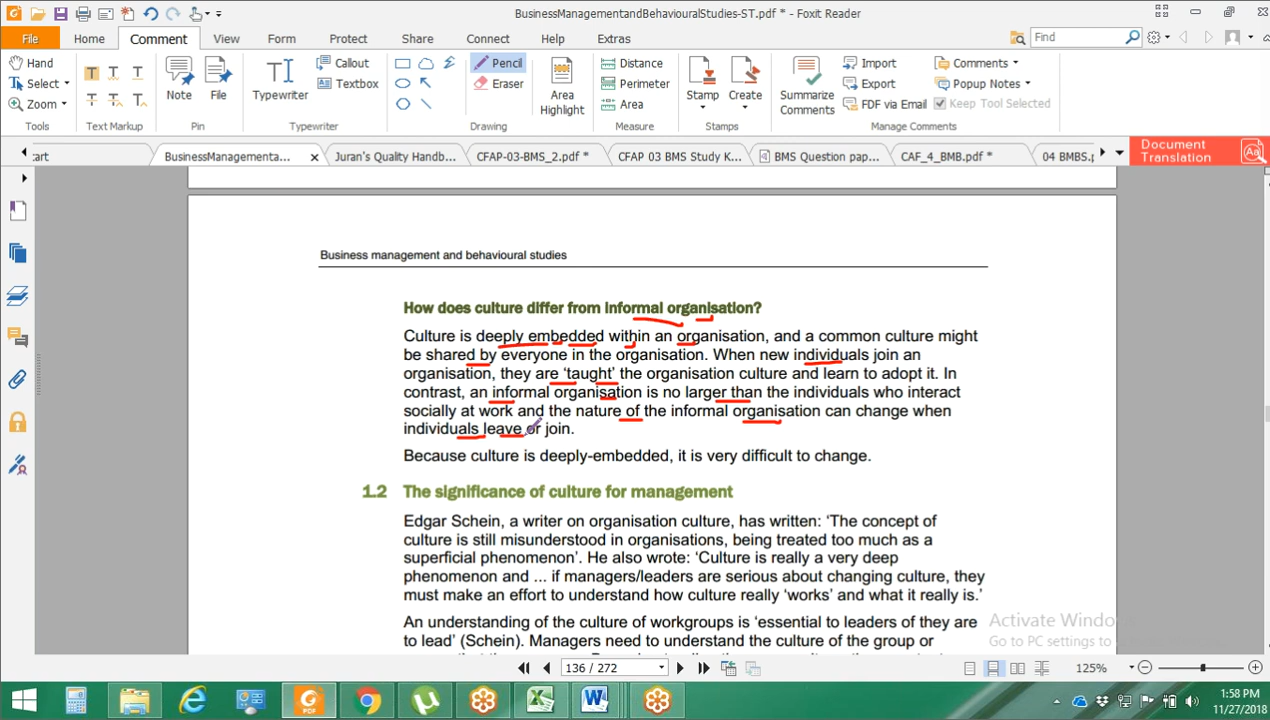 BusinessManagementandBehaviouralStudies-ST.pdf * - Foxit Reader
File Home Comment View Form Protect Share Connect Help Extras Find
Hand
Select
Zoom
Tools
Text Markup
Note
File
Pin
Typewriter
Callout
Textbox
Typewriter
Pencil
Eraser
Area
Highlight
Drawing
Distance
Perimeter
Area
Measure
Stamp
Create
Stamps
Summarize
Comments
Import
Export
FDF via Email
Comments
Popup Notes
Keep Tool Selected
Manage Comments
tart BusinessManagementa... Juran's Quality Handb... CFAP-03-BMS_2.pdf * CFAP 03 BMS Study K... BMS Question pap... CAF_4_BMB.pdf * 04 BMBS.p
Document
Translation
Business management and behavioural studies
How does culture differ from informal organisation?
Culture is deeply embedded within an organisation, and a common culture might
be shared by everyone in the organisation. When new individuals join an
organisation, they are 'taught' the organisation culture and learn to adopt it. In
contrast, an informal organisation is no larger than the individuals who interact
socially at work and the nature of the informal organisation can change when
individuals leave or join.
Because culture is deeply-embedded, it is very difficult to change.
1.2 The significance of culture for management
Edgar Schein, a writer on organisation culture, has written: 'The concept of
culture is still misunderstood in organisations, being treated too much as a
superficial phenomenon'. He also wrote: 'Culture is really a very deep
phenomenon and ... if managers/leaders are serious about changing culture, they
must make an effort to understand how culture really 'works' and what it really is.'
An understanding of the culture of workgroups is 'essential to leaders of they are
to lead' (Schein). Managers need to understand the culture of the group or
Activate Windo
Go to PC settings to
136 / 272
125%
1:58 PM
11/27/2018